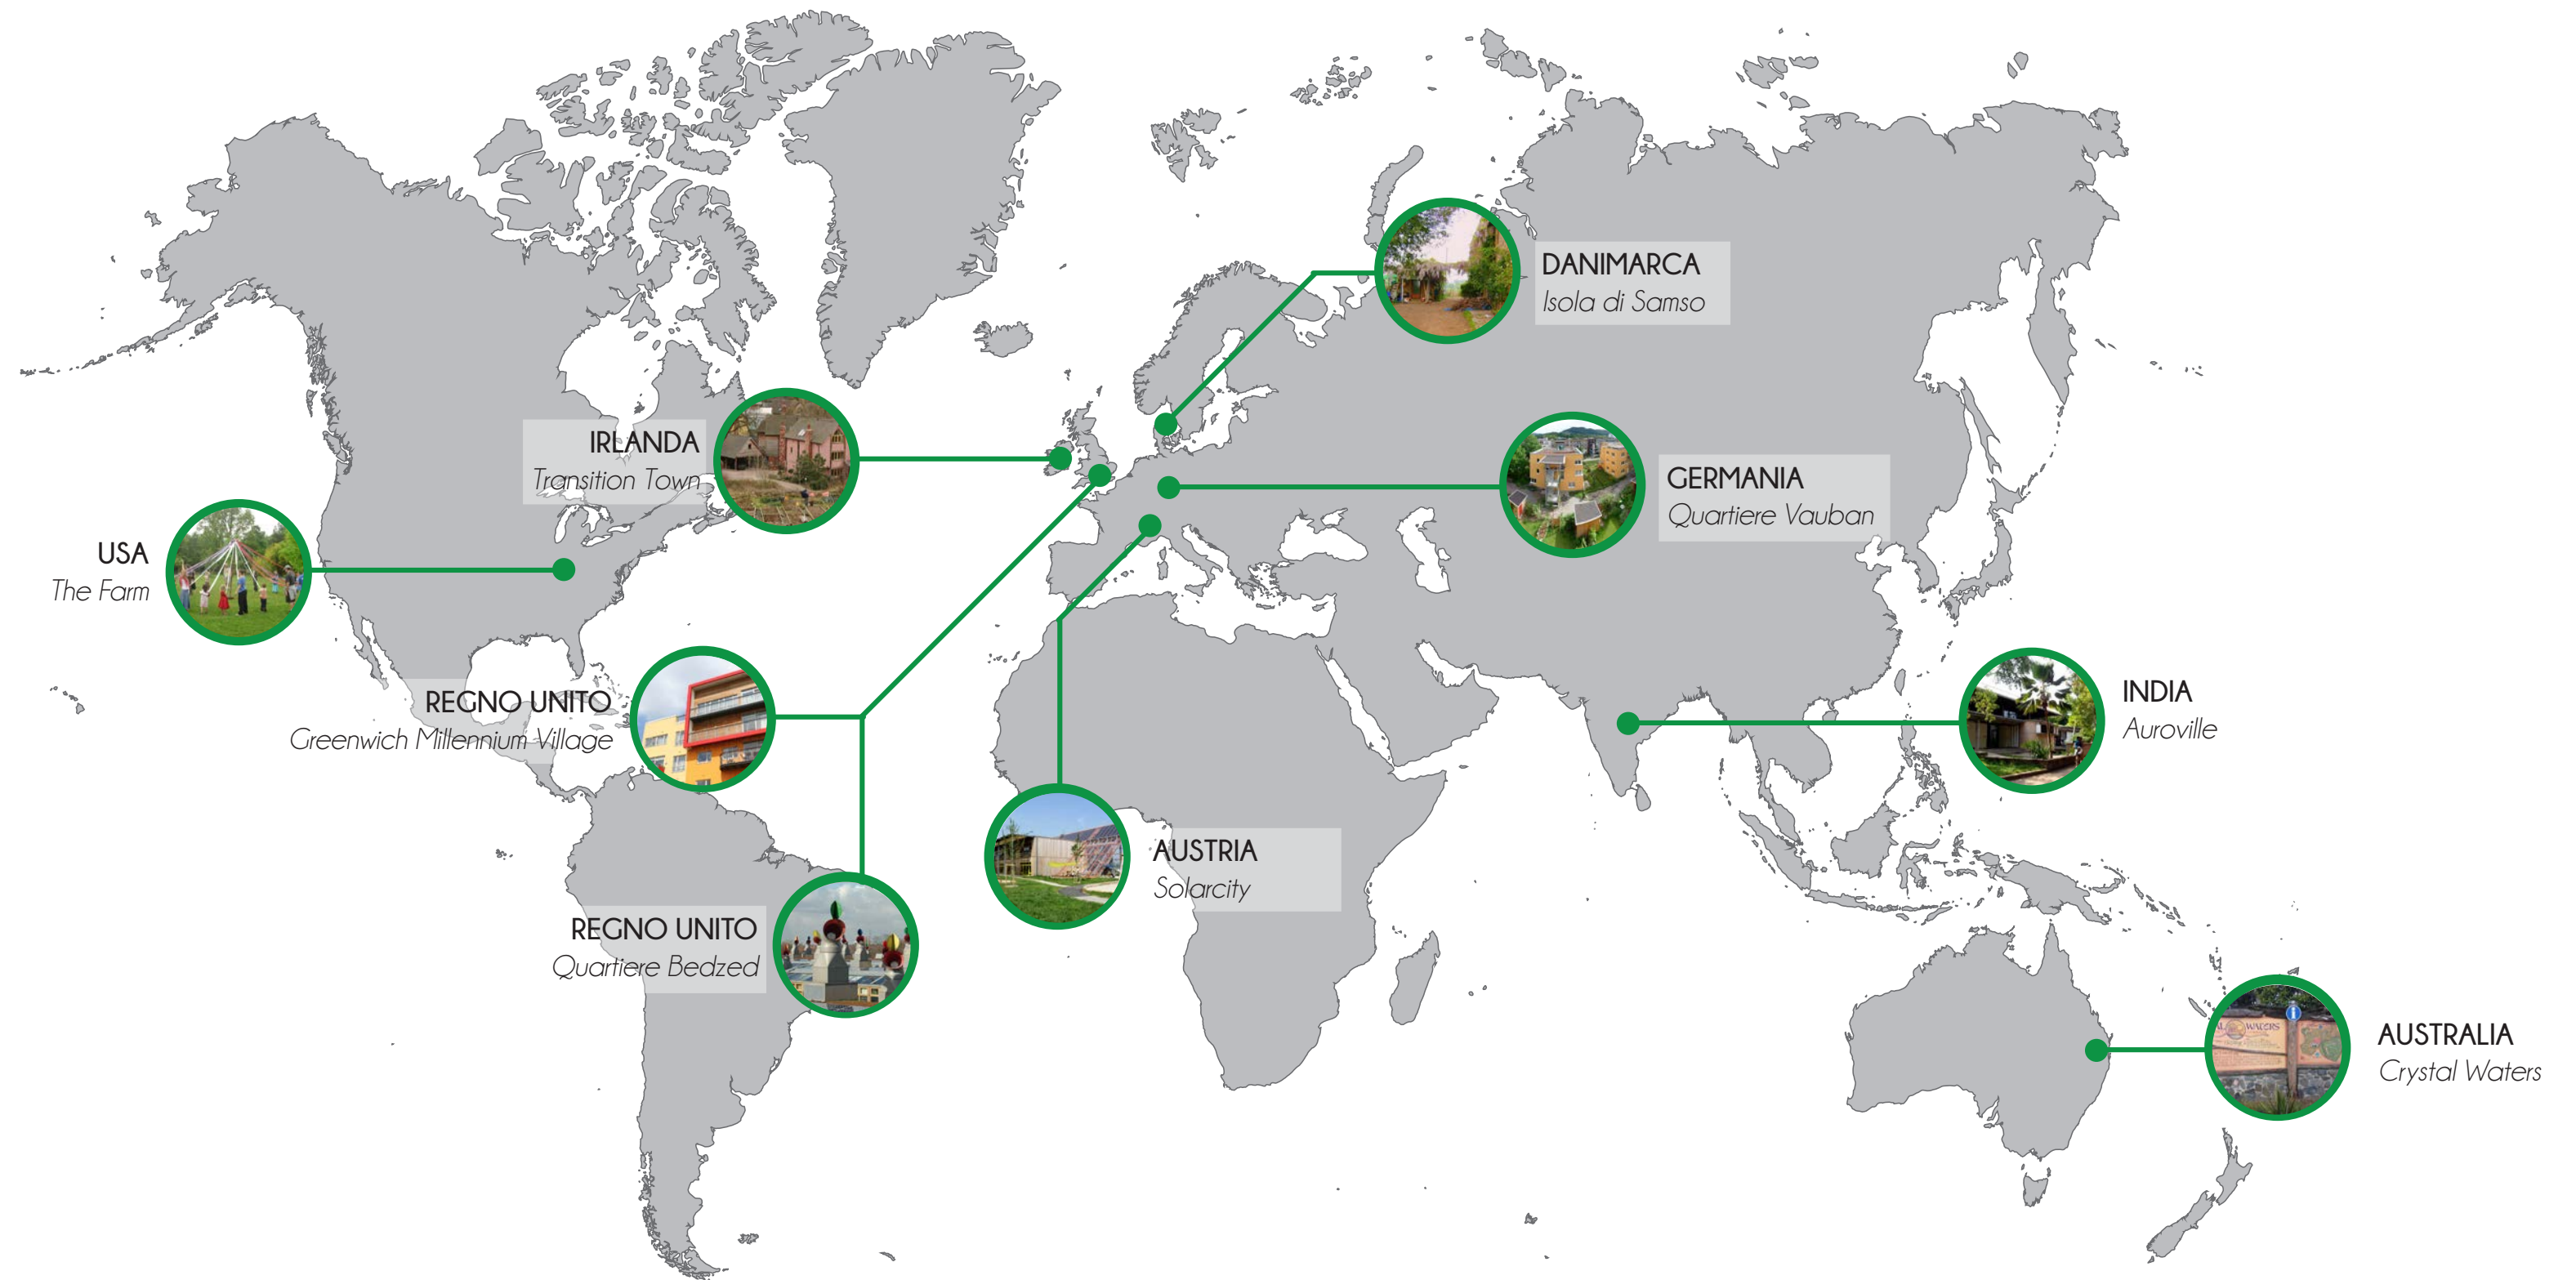 DANIMARCA
Isola di Samso
IRLANDA
Transition Town
GERMANIA
Quartiere Vauban
USA
The Farm
REGNO UNITO
Greenwich Millennium Village
INDIA
Auroville
AUSTRIA
Solarcity
REGNO UNITO
Quartiere Bedzed
WATERS
AUSTRALIA
Crystal Waters